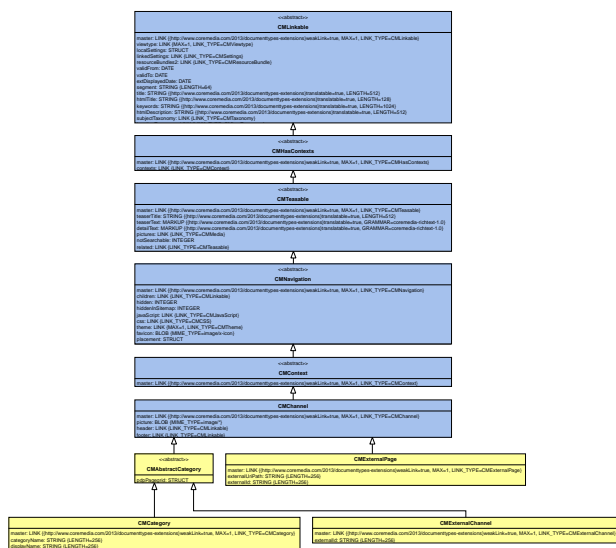 <<abstract>>
CMLinkable
master: LINK {{http://www.coremedia.com/2013/documenttypes-extensions}weakLink=true, MAX=1, LINK_TYPE=CMLinkable}
viewtype: LINK {MAX=1, LINK_TYPE=CMViewtype}
localSettings: STRUCT
linkedSettings: LINK {LINK_TYPE=CMSettings}
resourceBundles2: LINK {LINK_TYPE=CMResourceBundle}
validFrom: DATE
validTo: DATE
extDisplayedDate: DATE
segment: STRING {LENGTH=64}
title: STRING {{http://www.coremedia.com/2013/documenttypes-extensions}translatable=true, LENGTH=512}
htmlTitle: STRING {{http://www.coremedia.com/2013/documenttypes-extensions}translatable=true, LENGTH=128}
keywords: STRING {{http://www.coremedia.com/2013/documenttypes-extensions}translatable=true, LENGTH=1024}
htmlDescription: STRING {{http://www.coremedia.com/2013/documenttypes-extensions}translatable=true, LENGTH=512}
subjectTaxonomy: LINK {LINK_TYPE=CMTaxonomy}
<<abstract>>
CMHasContexts
master: LINK {{http://www.coremedia.com/2013/documenttypes-extensions}weakLink=true, MAX=1, LINK_TYPE=CMHasContexts}
contexts: LINK {LINK_TYPE=CMContext}
<<abstract>>
CMTeasable
master: LINK {{http://www.coremedia.com/2013/documenttypes-extensions}weakLink=true, MAX=1, LINK_TYPE=CMTeasable}
teaserTitle: STRING {{http://www.coremedia.com/2013/documenttypes-extensions}translatable=true, LENGTH=512}
teaserText: MARKUP {{http://www.coremedia.com/2013/documenttypes-extensions}translatable=true, GRAMMAR=coremedia-richtext-1.0}
detailText: MARKUP {{http://www.coremedia.com/2013/documenttypes-extensions}translatable=true, GRAMMAR=coremedia-richtext-1.0}
pictures: LINK {LINK_TYPE=CMMedia}
notSearchable: INTEGER
related: LINK {LINK_TYPE=CMTeasable}
<<abstract>>
CMNavigation
master: LINK {{http://www.coremedia.com/2013/documenttypes-extensions}weakLink=true, MAX=1, LINK_TYPE=CMNavigation}
children: LINK {LINK_TYPE=CMLinkable}
hidden: INTEGER
hiddenInSitemap: INTEGER
javaScript: LINK {LINK_TYPE=CMJavaScript}
css: LINK {LINK_TYPE=CMCSS}
theme: LINK {MAX=1, LINK_TYPE=CMTheme}
favicon: BLOB {MIME_TYPE=image/x-icon}
placement: STRUCT
<<abstract>>
CMContext
master: LINK {{http://www.coremedia.com/2013/documenttypes-extensions}weakLink=true, MAX=1, LINK_TYPE=CMContext}
CMChannel
master: LINK {{http://www.coremedia.com/2013/documenttypes-extensions}weakLink=true, MAX=1, LINK_TYPE=CMChannel}
picture: BLOB {MIME_TYPE=image/*}
header: LINK {LINK_TYPE=CMLinkable}
footer: LINK {LINK_TYPE=CMLinkable}
<<abstract>>
CMAbstractCategory
pdpPagegrid: STRUCT
CMExternalPage
master: LINK {{http://www.coremedia.com/2013/documenttypes-extensions}weakLink=true, MAX=1, LINK_TYPE=CMExternalPage}
externalUriPath: STRING {LENGTH=256}
externalId: STRING {LENGTH=256}
CMCategory
master: LINK {{http://www.coremedia.com/2013/documenttypes-extensions}weakLink=true, MAX=1, LINK_TYPE=CMCategory}
categoryName: STRING {LENGTH=256}
displayName: STRING {LENGTH=256}
CMExternalChannel
master: LINK {{http://www.coremedia.com/2013/documenttypes-extensions}weakLink=true, MAX=1, LINK_TYPE=CMExternalChannel}
externalId: STRING {LENGTH=256}